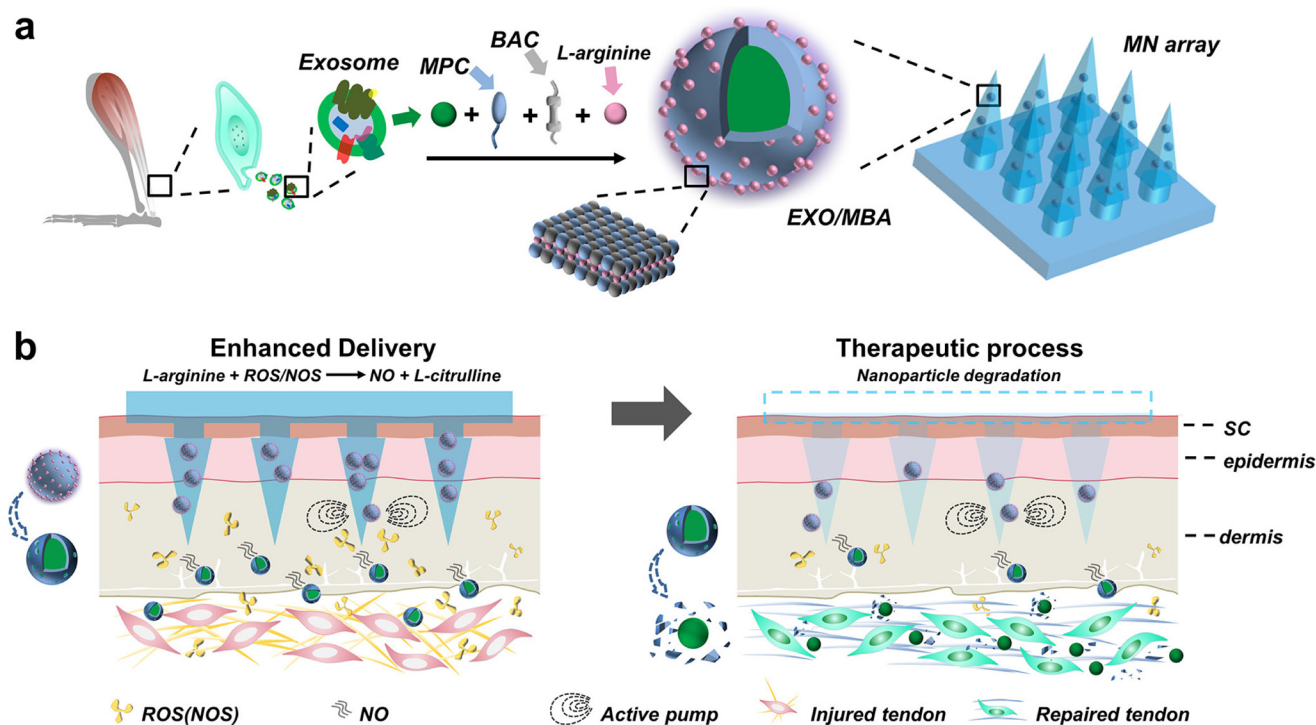 a
Exosome
MPC
BAC
L-arginine
MN array
+ + +
EXO/MBA
b
Enhanced Delivery
L-arginine + ROS/NOS ⟶ NO + L-citrulline
Therapeutic process
Nanoparticle degradation
SC
epidermis
dermis
ROS(NOS)
NO
Active pump
Injured tendon
Repaired tendon